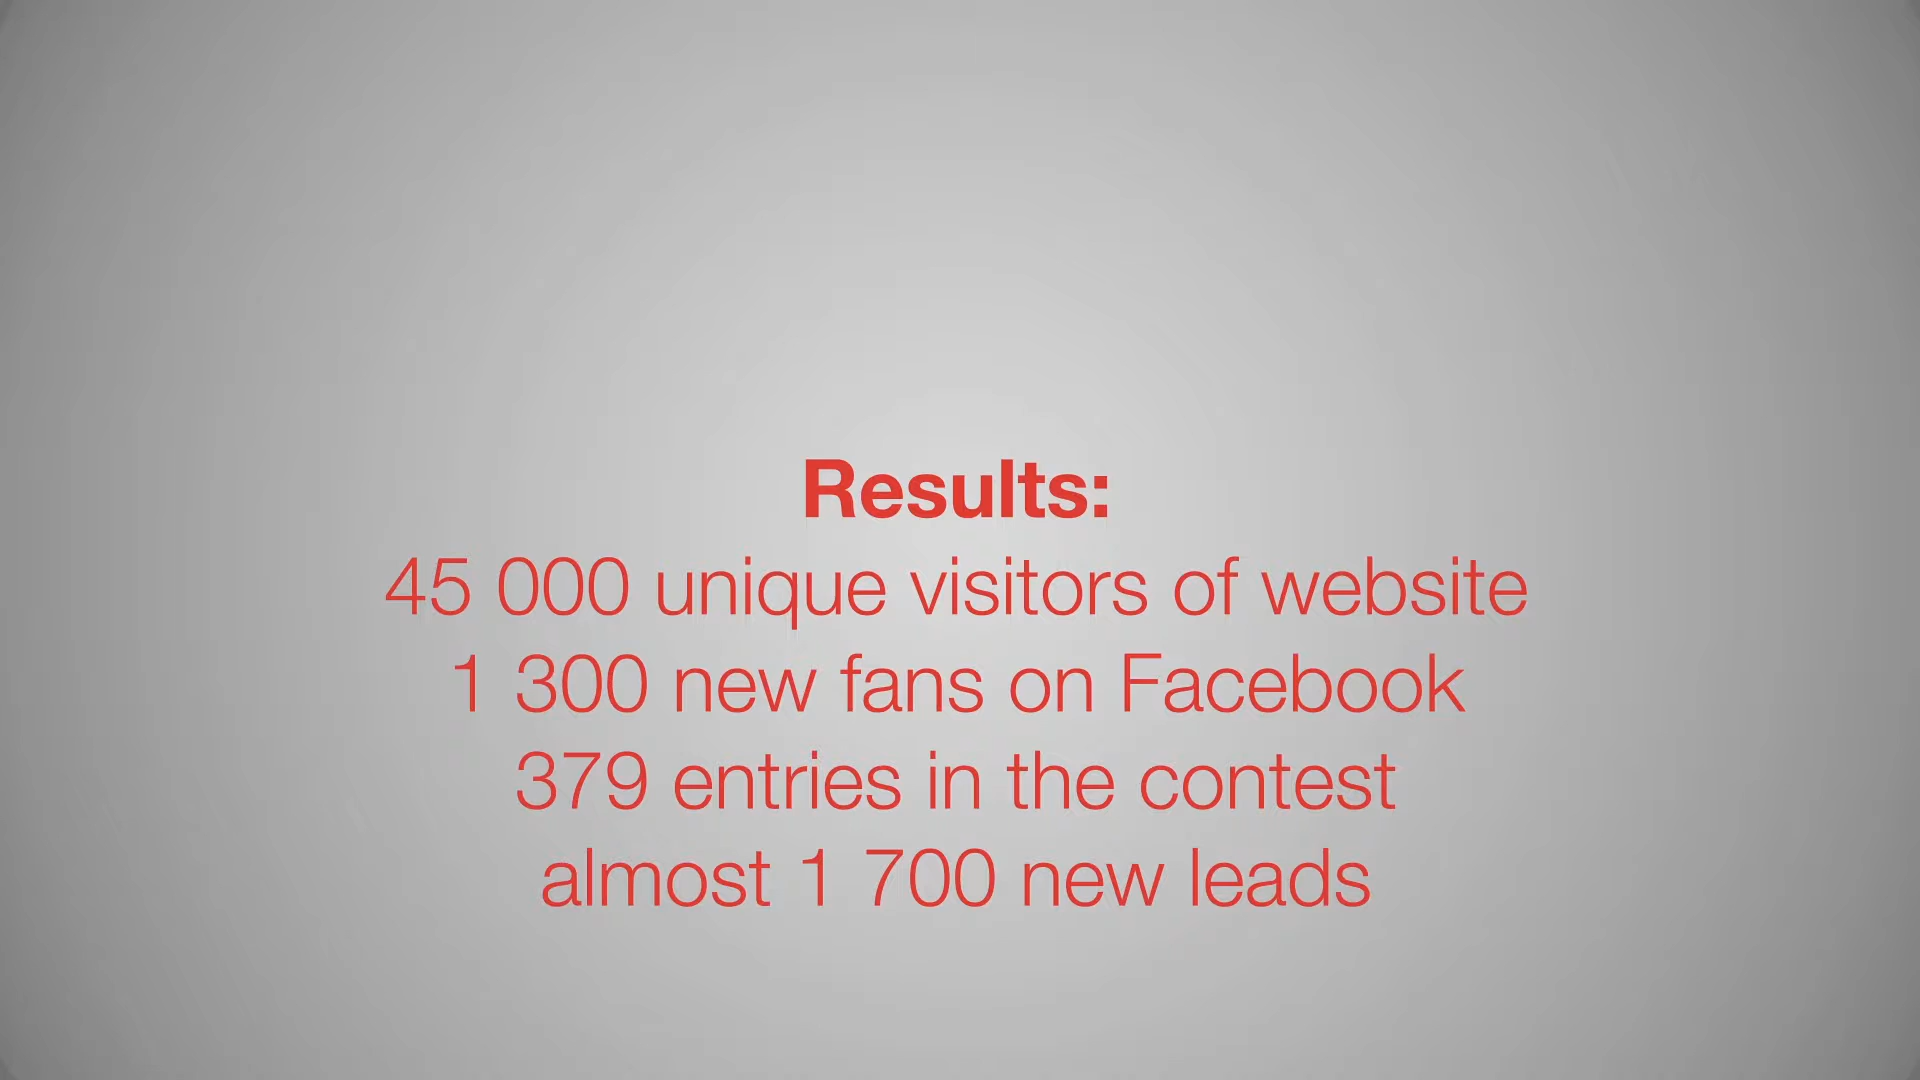 Results:
45 000 unique visitors of website
1 300 new fans on Facebook
379 entries in the contest
almost 1 700 new leads